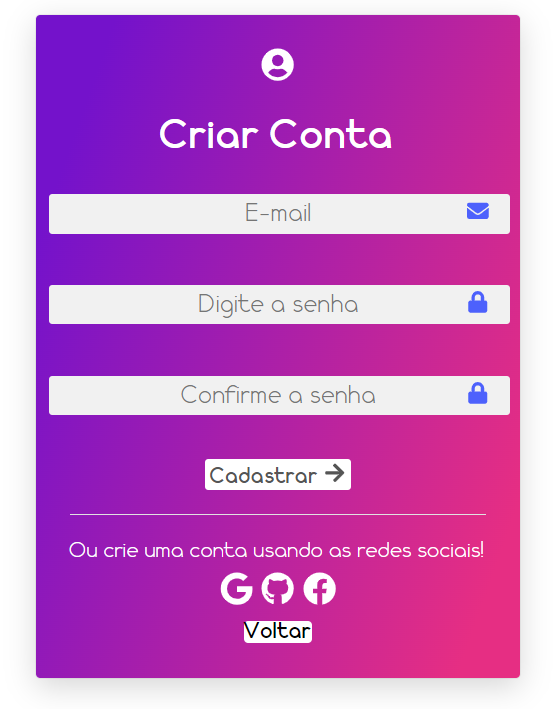 Criar Conta
E-mail
Digite a senha
Confirme a senha
Cadastrar
Ou crie uma conta usando as redes sociais!
Voltar